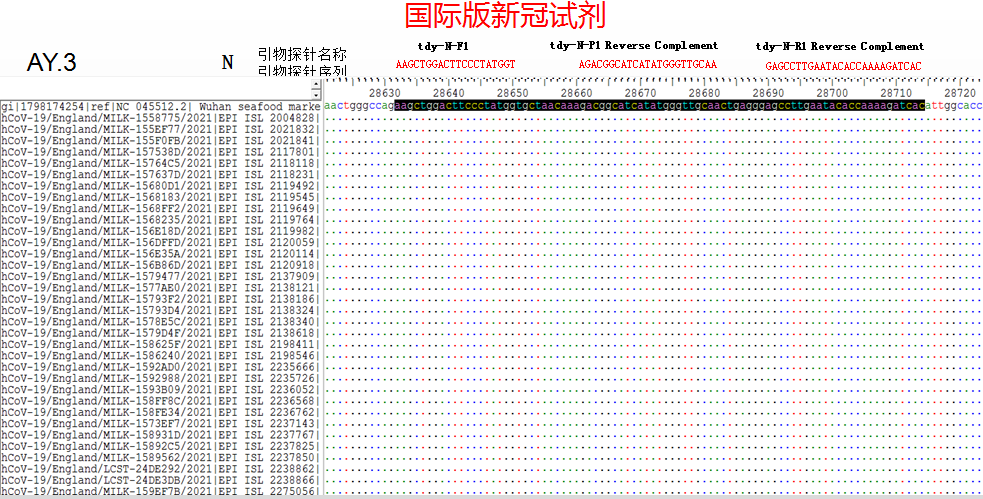 国际版新冠试剂
AY.3
N
引物探针名称
tdy-N-F1
tdy-N-P1 Reverse Complement
tdy-N-R1 Reverse Complement
引物探针序列
AAGCTGGACTTCCCTATGGT
AGACGGCATCATATGGGTTGCAA
GAGCCTTGAATACACCAAAAGATCAC
28630 28640 28650 28660 28670 28680 28690 28700 28710 28720
gi|1798174254|ref|NC 045512.2| Wuhan seafood marke aactgggccagaagctggacttccctatggtgctaacaaagacggcatcatatgggttgcaactgagggagccttgaatacaccaaaagatcacattggcacc
hCoV-19/England/MILK-1558775/2021|EPI ISL 2004828|
hCoV-19/England/MILK-155EF77/2021|EPI ISL 2021832|
hCoV-19/England/MILK-155F0FB/2021|EPI ISL 2021841|
hCoV-19/England/MILK-157538D/2021|EPI ISL 2117801|
hCoV-19/England/MILK-15764C5/2021|EPI ISL 2118118|
hCoV-19/England/MILK-157637D/2021|EPI ISL 2118231|
hCoV-19/England/MILK-15680D1/2021|EPI ISL 2119492|
hCoV-19/England/MILK-1568183/2021|EPI ISL 2119545|
hCoV-19/England/MILK-1568FF2/2021|EPI ISL 2119649|
hCoV-19/England/MILK-1568235/2021|EPI ISL 2119764|
hCoV-19/England/MILK-156E18D/2021|EPI ISL 2119982|
hCoV-19/England/MILK-156DFFD/2021|EPI ISL 2120059|
hCoV-19/England/MILK-156E35A/2021|EPI ISL 2120114|
hCoV-19/England/MILK-156B86D/2021|EPI ISL 2120918|
hCoV-19/England/MILK-1579477/2021|EPI ISL 2137909|
hCoV-19/England/MILK-1577AE0/2021|EPI ISL 2138121|
hCoV-19/England/MILK-15793F2/2021|EPI ISL 2138186|
hCoV-19/England/MILK-15793D4/2021|EPI ISL 2138324|
hCoV-19/England/MILK-1578E5C/2021|EPI ISL 2138340|
hCoV-19/England/MILK-1579D4F/2021|EPI ISL 2138618|
hCoV-19/England/MILK-158625F/2021|EPI ISL 2198411|
hCoV-19/England/MILK-1586240/2021|EPI ISL 2198546|
hCoV-19/England/MILK-1592AD0/2021|EPI ISL 2235666|
hCoV-19/England/MILK-1592988/2021|EPI ISL 2235726|
hCoV-19/England/MILK-1593B09/2021|EPI ISL 2236052|
hCoV-19/England/MILK-158FF8C/2021|EPI ISL 2236568|
hCoV-19/England/MILK-158FE34/2021|EPI ISL 2236762|
hCoV-19/England/MILK-1573EF7/2021|EPI ISL 2237143|
hCoV-19/England/MILK-158931D/2021|EPI ISL 2237767|
hCoV-19/England/MILK-15892C5/2021|EPI ISL 2237825|
hCoV-19/England/MILK-1589562/2021|EPI ISL 2237850|
hCoV-19/England/LCST-24DE292/2021|EPI ISL 2238862|
hCoV-19/England/LCST-24DE3DB/2021|EPI ISL 2238866|
hCoV-19/England/MILK-159EF7B/2021|EPI ISL 2275056|